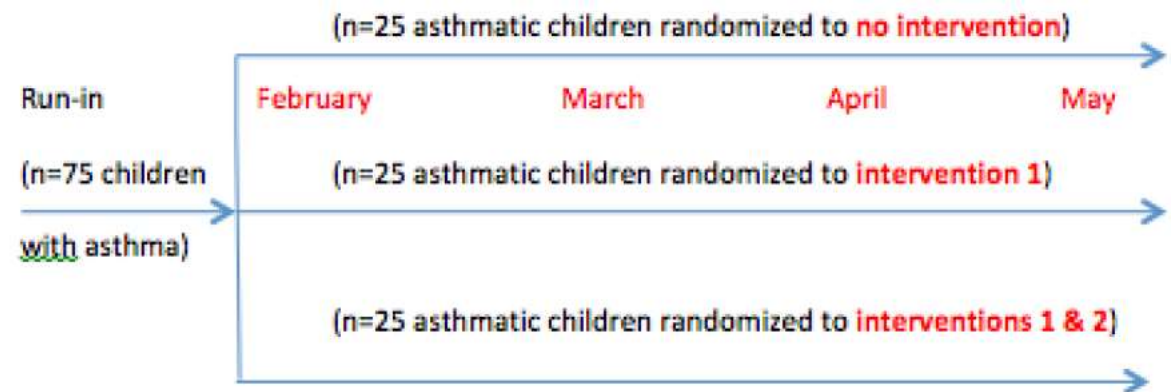 (n=25 asthmatic children randomized to no intervention)
Run-in
February March April May
(n=75 children
(n=25 asthmatic children randomized to intervention 1)
with asthma)
(n=25 asthmatic children randomized to interventions 1 & 2)